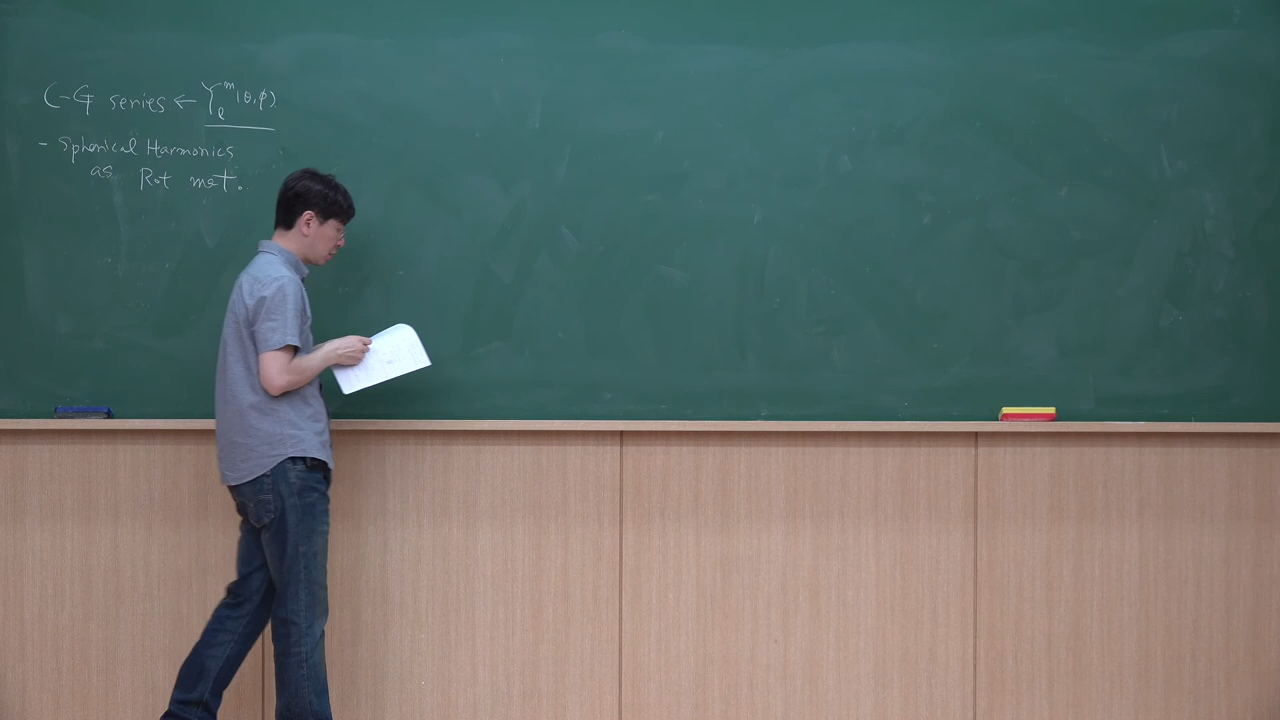 C-G series ← Y_l^m(θ,φ)
- Spherical Harmonics
as Rot mat.